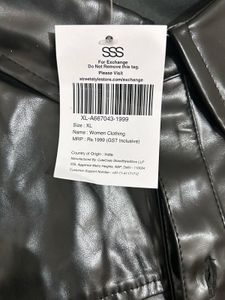 SSS
For Exchange
Do Not Remove this tag.
Please Visit
streetstylestore.com/exchange
XL-A667043-1999
Size : XL
Name : Women Clothing
MRP : Rs.1999 (GST Inclusive)
Country of Origin : India